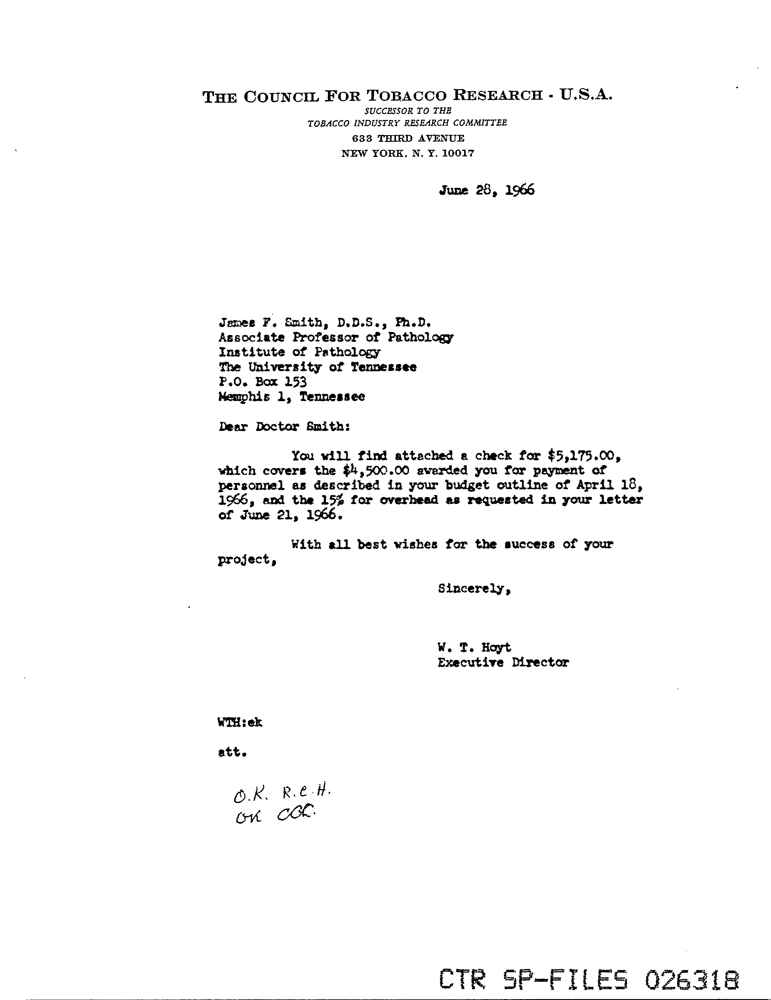 THE COUNCIL FOR TOBACCO RESEARCH - U.S.A.
SUCCESSOR TO THE
TOBACCO INDUSTRY RESEARCH COMMITTEE
633 THIRD AVENUE
NEW YORK, N. Y. 10017
June 28, 1966
James F. Smith, D.D.S., Ph.D.
Associate Professor of Pathology
Institute of Pathology
The University of Tennessee
P.O. Box 153
Memphis 1, Tennessee
Dear Doctor Smith:
You will find attached a check for $5,175.00,
which covers the $4,500.00 awarded you for payment of
personnel as described in your budget outline of April 18,
1966, and the 15% for overhead as requested in your letter
of June 21, 1966.
With all best wishes for the success of your
project,
Sincerely,
W. T. Hoyt
Executive Director
WTH:ek
att.
O.K. R.C.H.
OK
CTR SP-FILES 026318